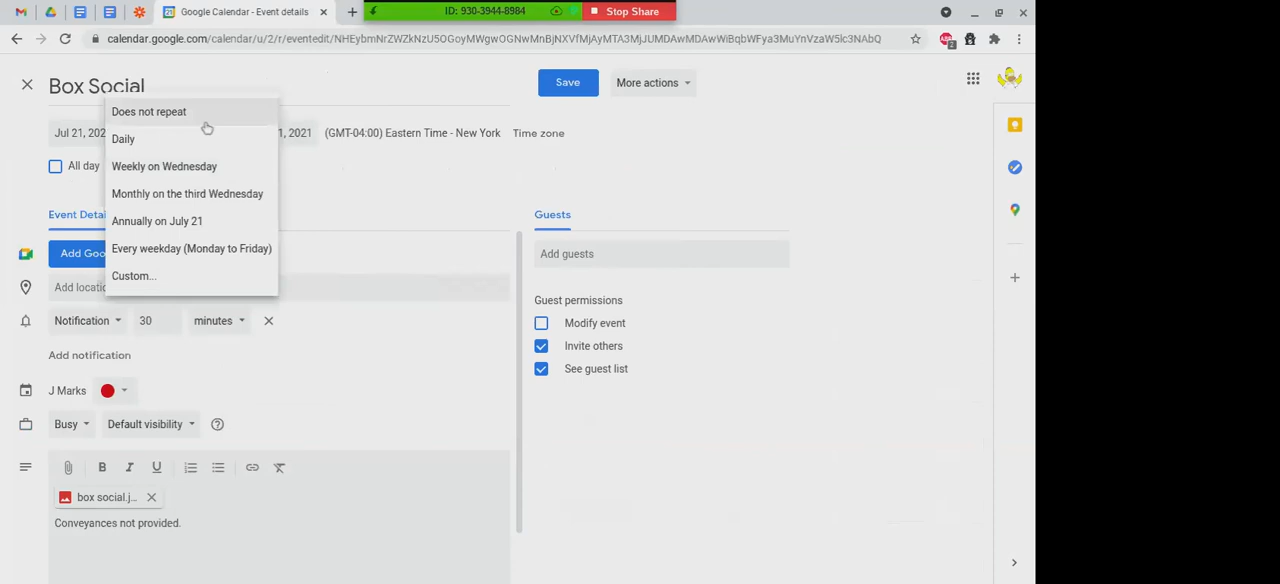 Google Calendar - Event details
ID: 930-3944-8984
Stop Share
calendar.google.com/calendar/u/2/r/eventedit/
Box Social
Save
More actions
Does not repeat
Jul 21, 202
1, 2021
(GMT-04:00) Eastern Time - New York
Time zone
Daily
All day
Weekly on Wednesday
Monthly on the third Wednesday
Event Detai
Annually on July 21
Guests
Add Goo
Every weekday (Monday to Friday)
Add guests
Custom...
Add locatio
Guest permissions
Notification
30
minutes
Modify event
Invite others
Add notification
See guest list
J Marks
Busy
Default visibility
B I U
box social.j...
Conveyances not provided.